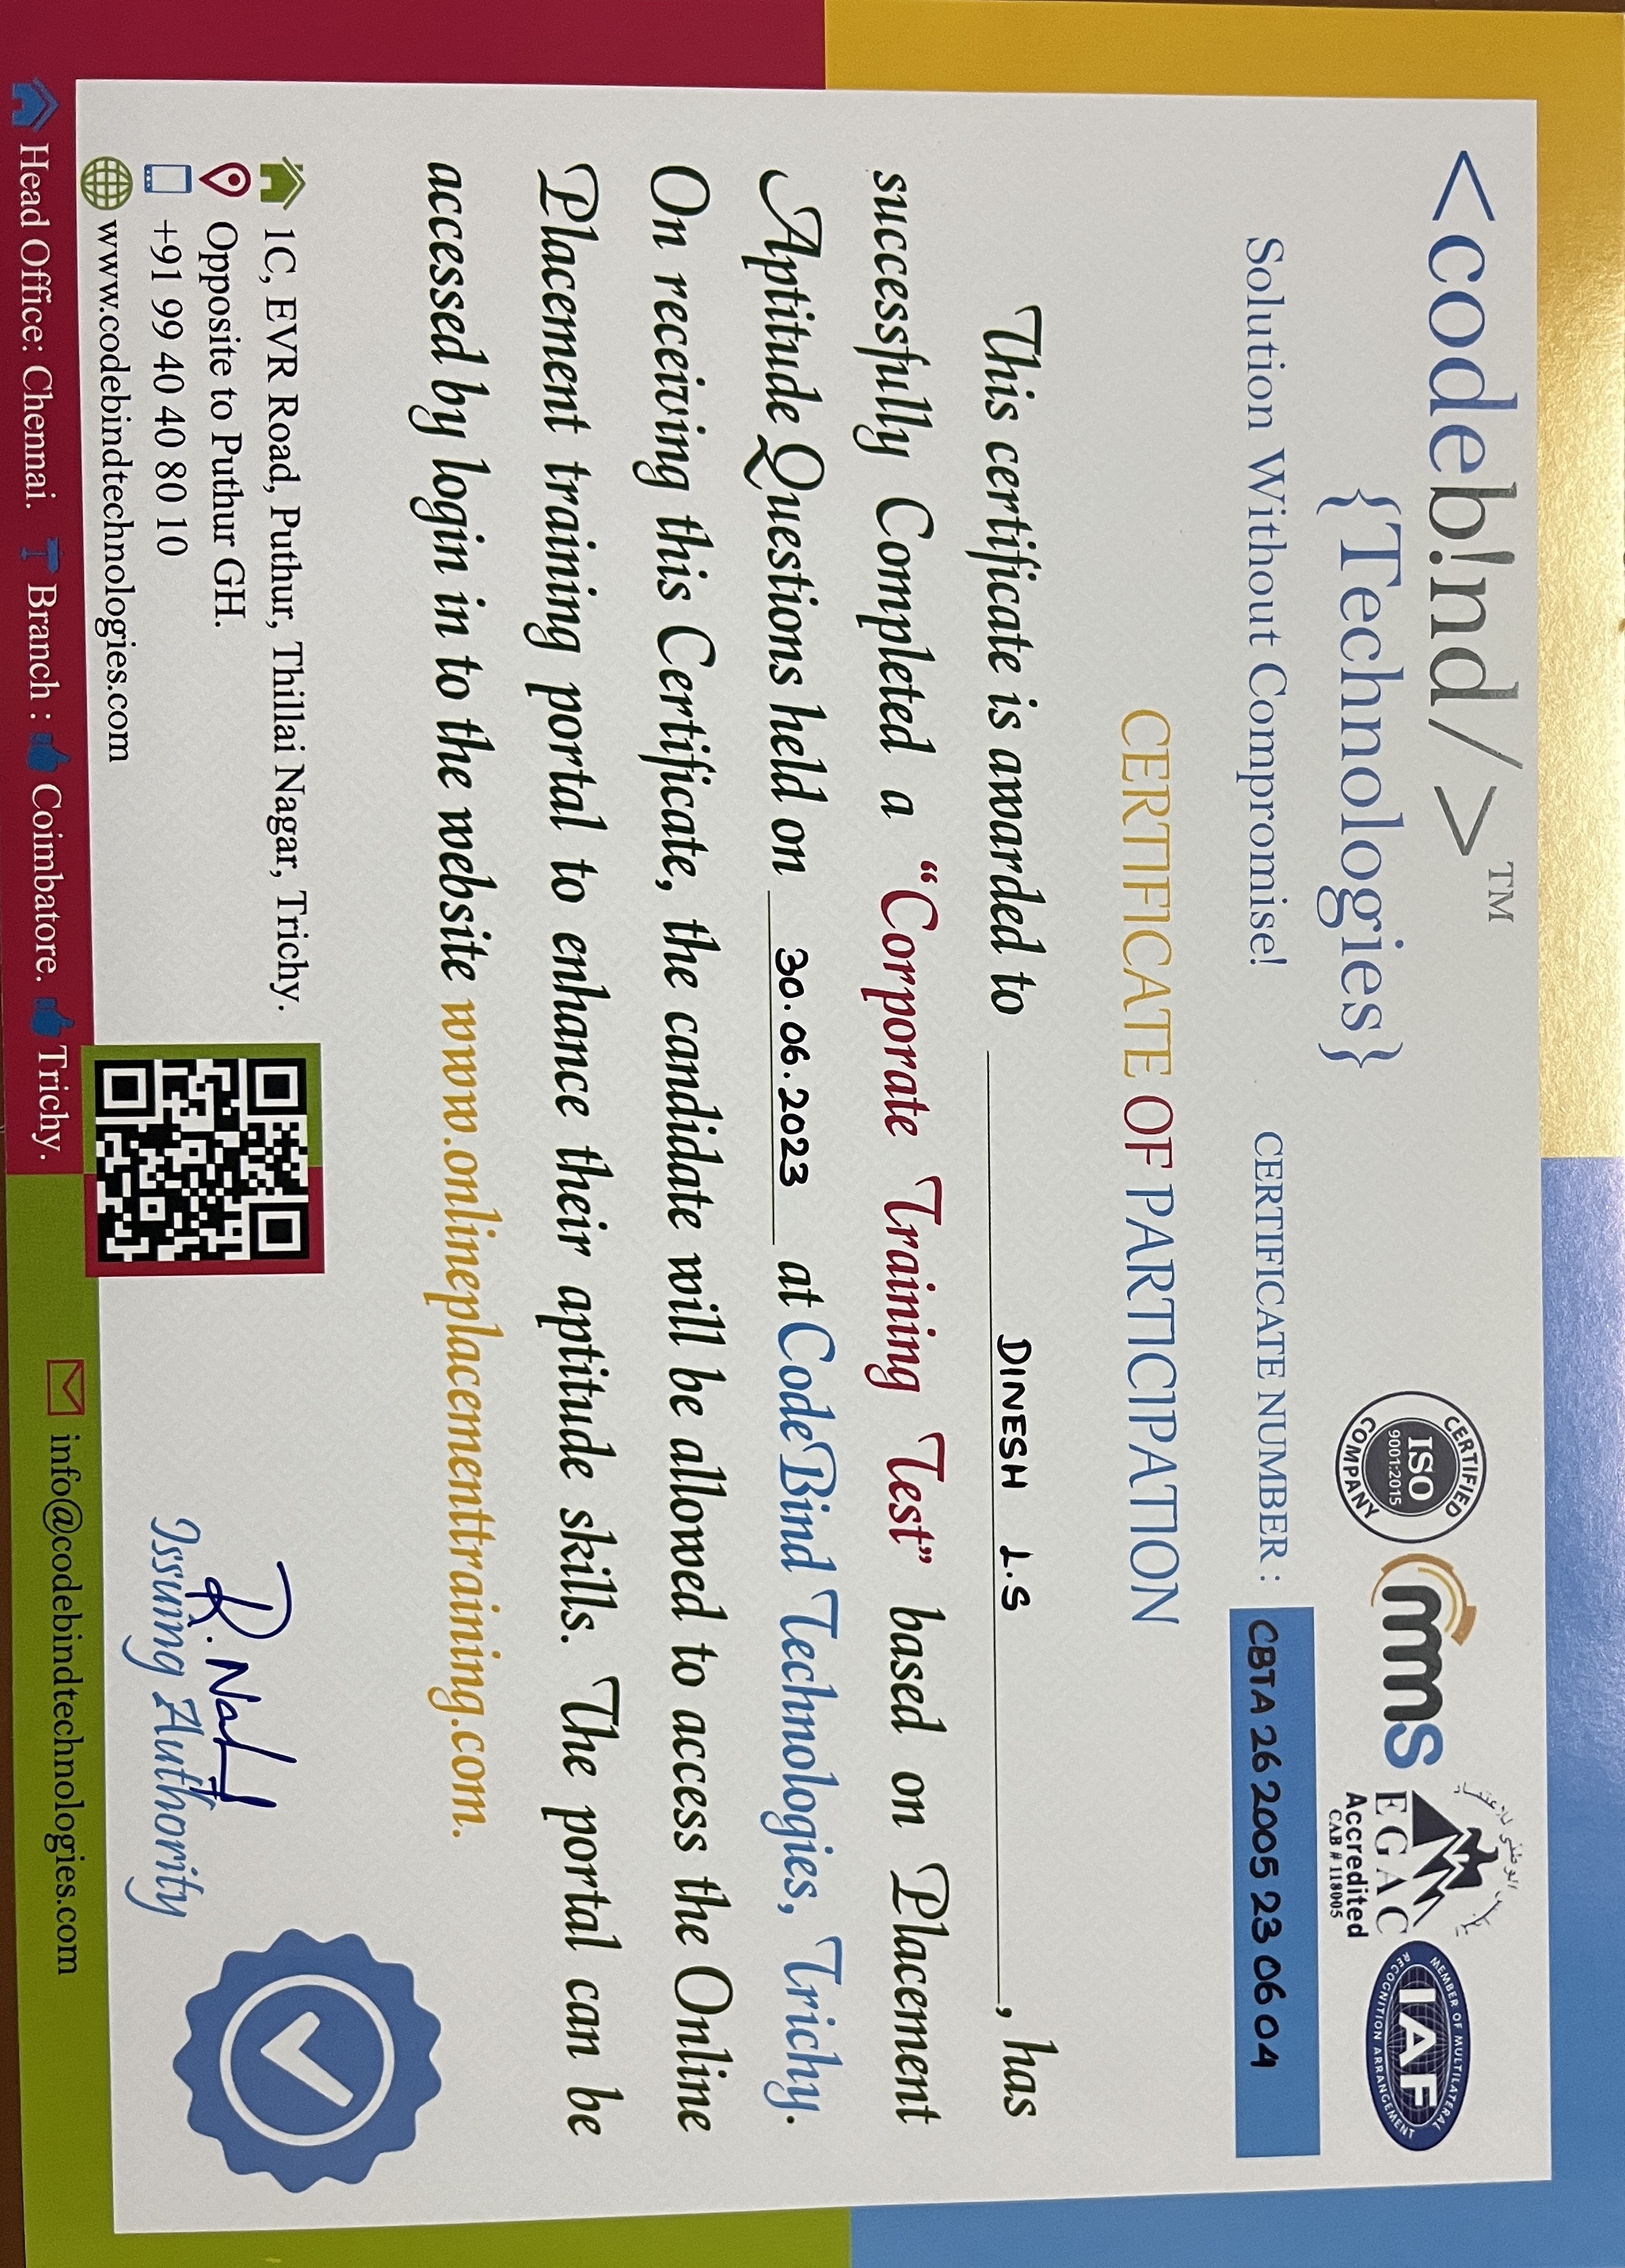 <codeb!nd/>™
{Technologies}
Solution Without Compromise!
CERTIFIED
ISO
9001:2015
COMPANY
mms
المجلس الوطني للاعتماد
EGAC
Accredited
CAB # 118005
MEMBER OF MULTILATERAL
IAF
RECOGNITION ARRANGEMENT
CERTIFICATE NUMBER : CBTA 26 2005 23 06 04
CERTIFICATE OF PARTICIPATION
This certificate is awarded to DINESH L.S, has
successfully Completed a “Corporate Training Test” based on Placement
Aptitude Questions held on 30.06.2023 at CodeBind Technologies, Trichy.
On receiving this Certificate, the candidate will be allowed to access the Online
Placement training portal to enhance their aptitude skills. The portal can be
accessed by login in to the website www.onlineplacementtraining.com.
1C, EVR Road, Puthur, Thillai Nagar, Trichy.
Opposite to Puthur GH.
+91 99 40 40 80 10
www.codebindtechnologies.com
Issuing Authority
Head Office: Chennai. Branch : Coimbatore. Trichy.
info@codebindtechnologies.com